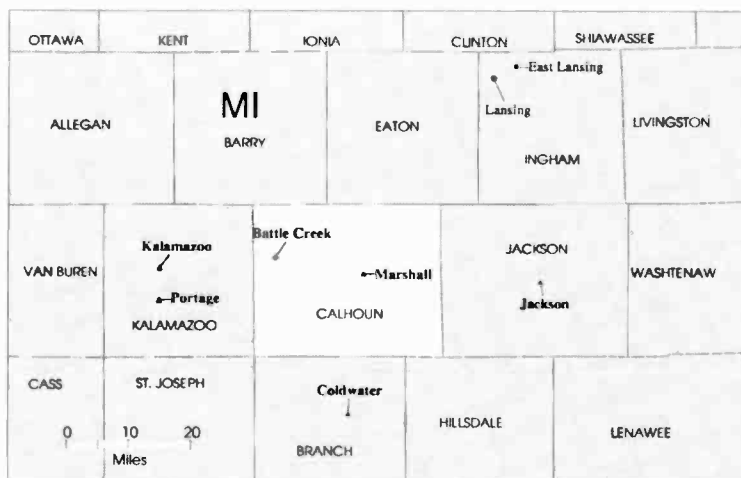 OTTAWA KENT IONIA CLINTON SHIAWASSEE
East Lansing
MI
Lansing
ALLEGAN EATON LIVINGSTON
BARRY
INGHAM
Battle Creek
Kalamazoo JACKSON
VAN BUREN Marshall WASHTENAW
Portage Jackson
CALHOUN
KALAMAZOO
CASS ST. JOSEPH Coldwater
HILLSDALE
0 10 20 LENAWEE
BRANCH
Miles